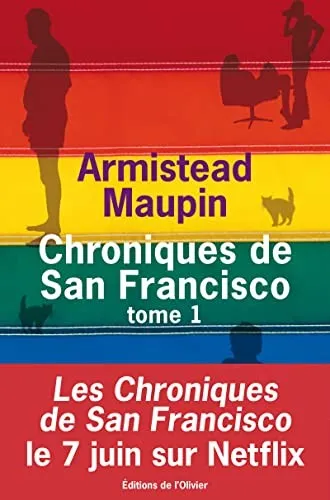 Armistead
Maupin
Chroniques de
San Francisco
tome 1
Les Chroniques
de San Francisco
le 7 juin sur Netflix
Éditions de l'Olivier